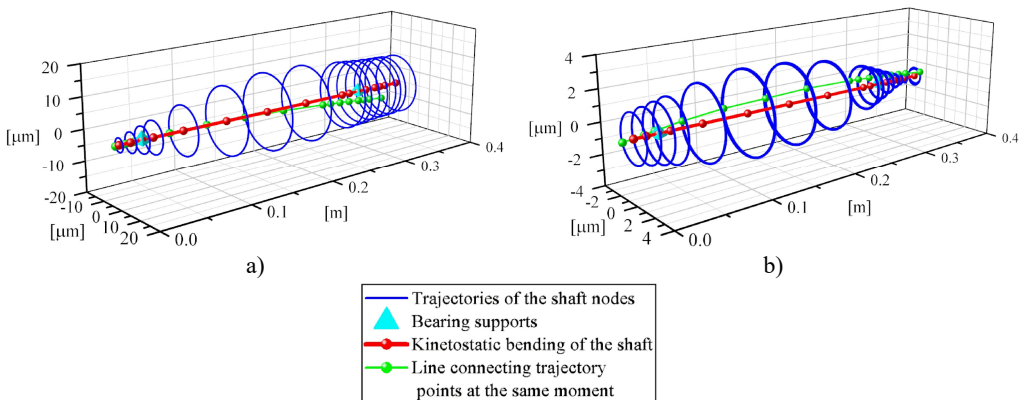 20
10
0
-10
-20
[μm]
-20
-10
0
10
20
[μm]
0.0
0.1
0.2
0.3
0.4
[m]
a)
4
2
0
-2
-4
[μm]
-4
-2
0
2
4
[μm]
0.0
0.1
0.2
0.3
0.4
[m]
b)
Trajectories of the shaft nodes
Bearing supports
Kinetostatic bending of the shaft
Line connecting trajectory
points at the same moment